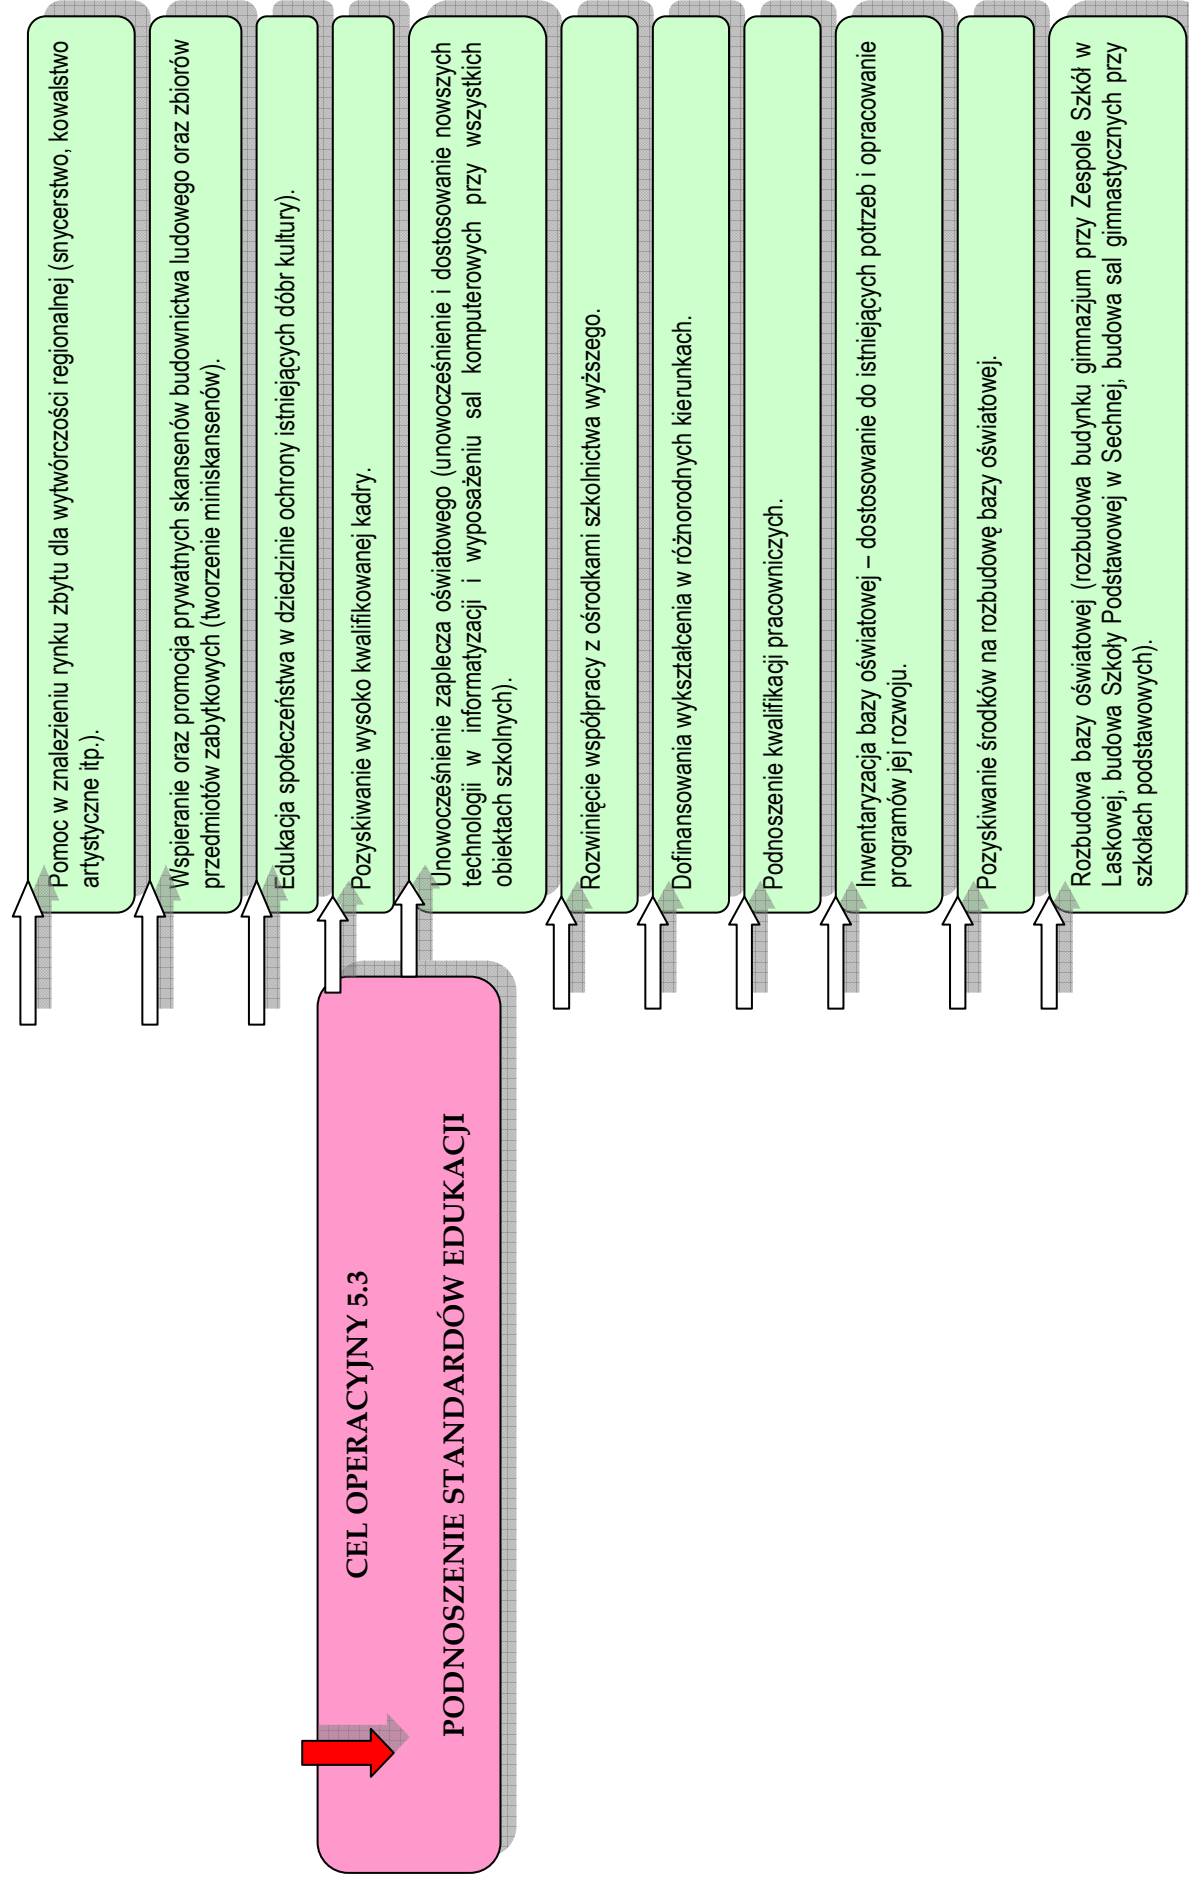 Pomoc w znalezieniu rynku zbytu dla wytwórczości regionalnej (snycerstwo, kowalstwo
artystyczne itp.).
Wspieranie oraz promocja prywatnych skansenów budownictwa ludowego oraz zbiorów
przedmiotów zabytkowych (tworzenie miniskansenów).
Edukacja społeczeństwa w dziedzinie ochrony istniejących dóbr kultury).
CEL OPERACYJNY 5.3
PODNOSZENIE STANDARDÓW EDUKACJI
Pozyskiwanie wysoko kwalifikowanej kadry.
Unowocześnienie zaplecza oświatowego (unowocześnienie i dostosowanie nowszych
technologii w informatyzacji i wyposażeniu sal komputerowych przy wszystkich
obiektach szkolnych).
Rozwinięcie współpracy z ośrodkami szkolnictwa wyższego.
Dofinansowania wykształcenia w różnorodnych kierunkach.
Podnoszenie kwalifikacji pracowniczych.
Inwentaryzacja bazy oświatowej – dostosowanie do istniejących potrzeb i opracowanie
programów jej rozwoju.
Pozyskiwanie środków na rozbudowę bazy oświatowej.
Rozbudowa bazy oświatowej (rozbudowa budynku gimnazjum przy Zespole Szkół w
Laskowej, budowa Szkoły Podstawowej w Sechnej, budowa sal gimnastycznych przy
szkołach podstawowych).